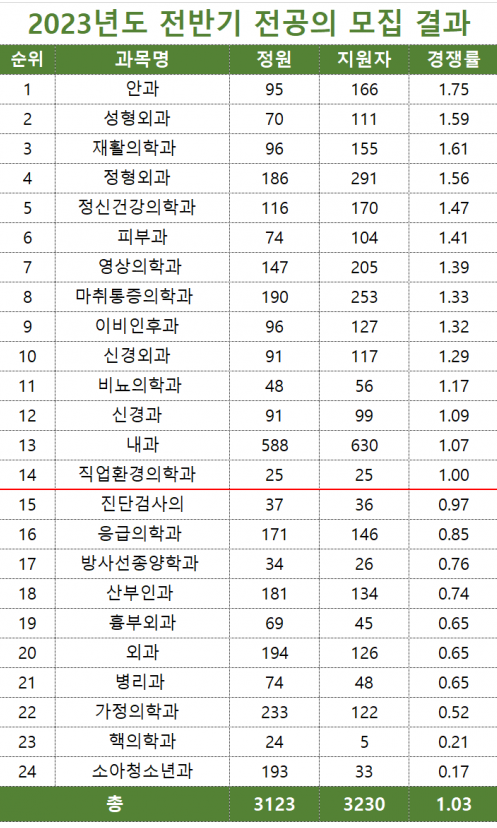 2023년도 전반기 전공의 모집 결과
순위 과목명 정원 지원자 경쟁률
1 안과 95 166 1.75
2 성형외과 70 111 1.59
3 재활의학과 96 155 1.61
4 정형외과 186 291 1.56
5 정신건강의학과 116 170 1.47
6 피부과 74 104 1.41
7 영상의학과 147 205 1.39
8 마취통증의학과 190 253 1.33
9 이비인후과 96 127 1.32
10 신경외과 91 117 1.29
11 비뇨의학과 48 56 1.17
12 신경과 91 99 1.09
13 내과 588 630 1.07
14 직업환경의학과 25 25 1.00
15 진단검사의 37 36 0.97
16 응급의학과 171 146 0.85
17 방사선종양학과 34 26 0.76
18 산부인과 181 134 0.74
19 흉부외과 69 45 0.65
20 외과 194 126 0.65
21 병리과 74 48 0.65
22 가정의학과 233 122 0.52
23 핵의학과 24 5 0.21
24 소아청소년과 193 33 0.17
총 3123 3230 1.03